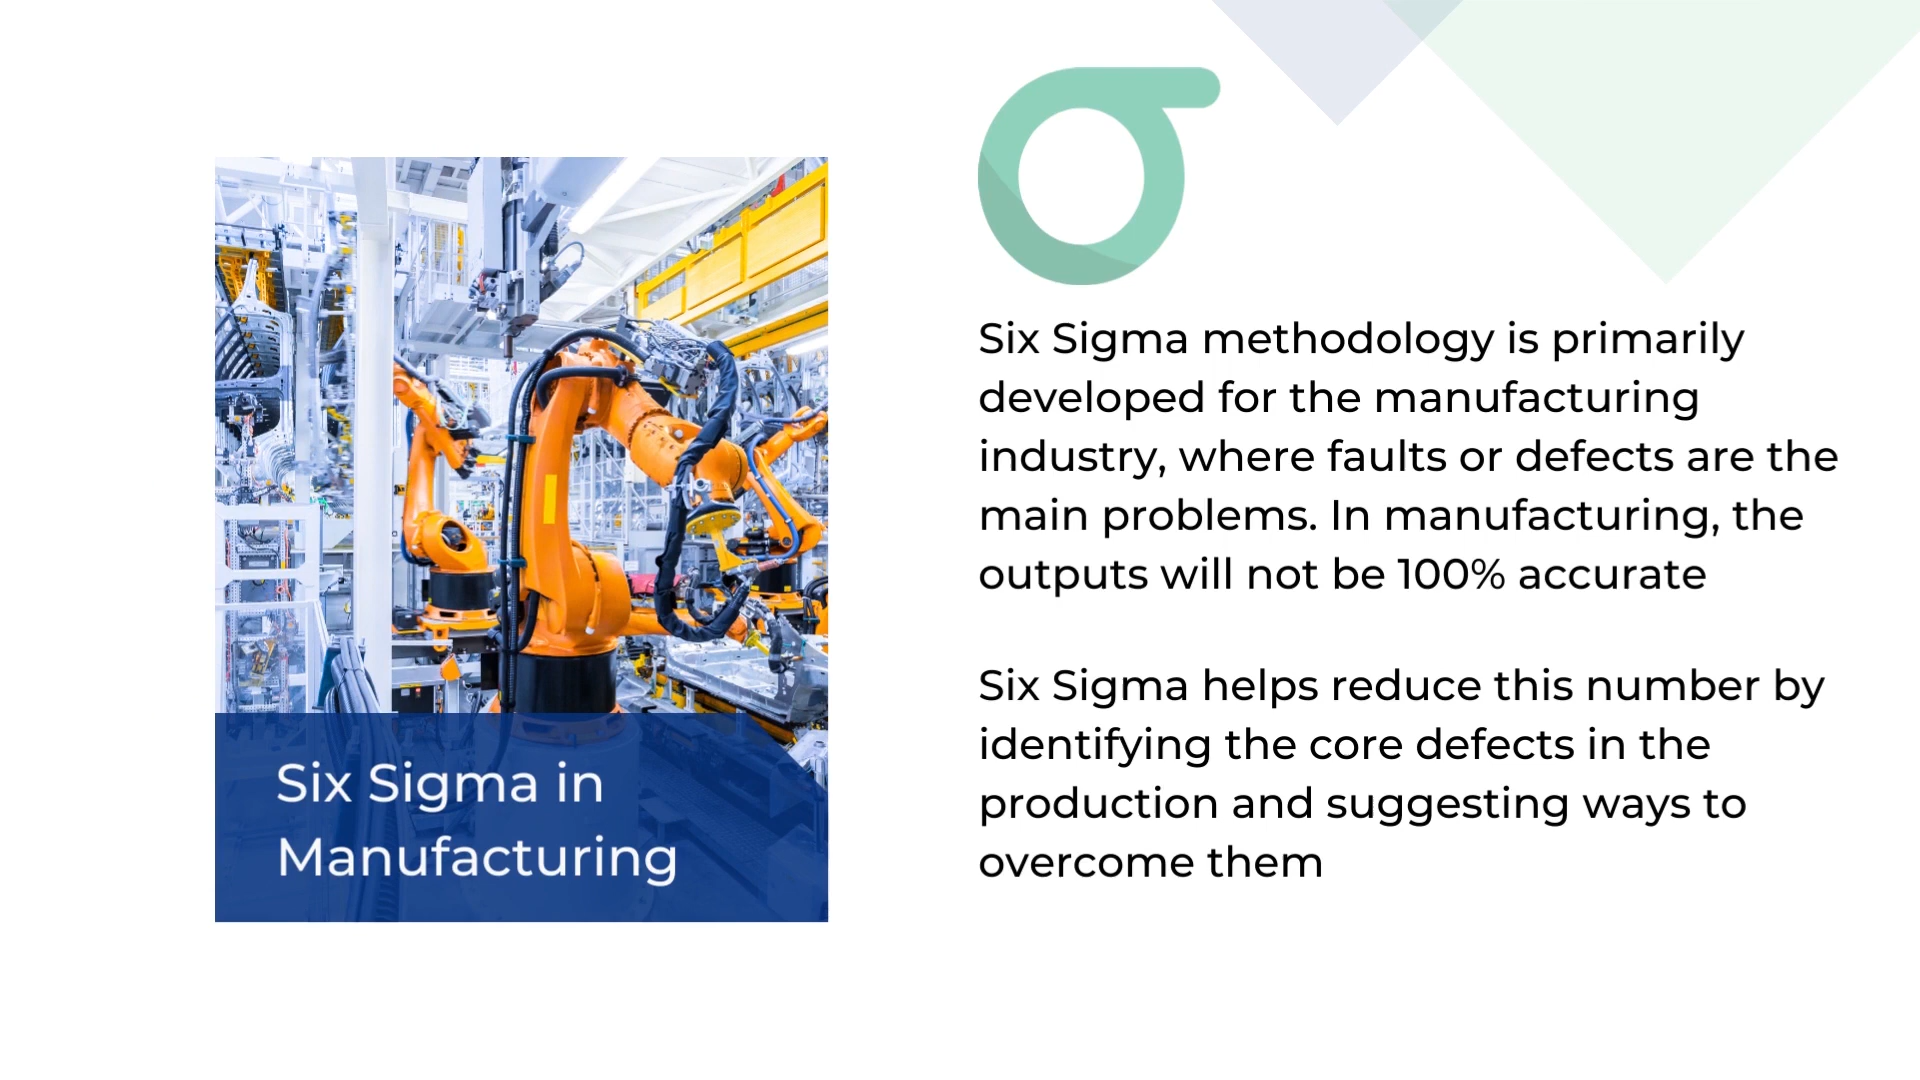 Six Sigma in
Manufacturing
Six Sigma methodology is primarily
developed for the manufacturing
industry, where faults or defects are the
main problems. In manufacturing, the
outputs will not be 100% accurate
Six Sigma helps reduce this number by
identifying the core defects in the
production and suggesting ways to
overcome them